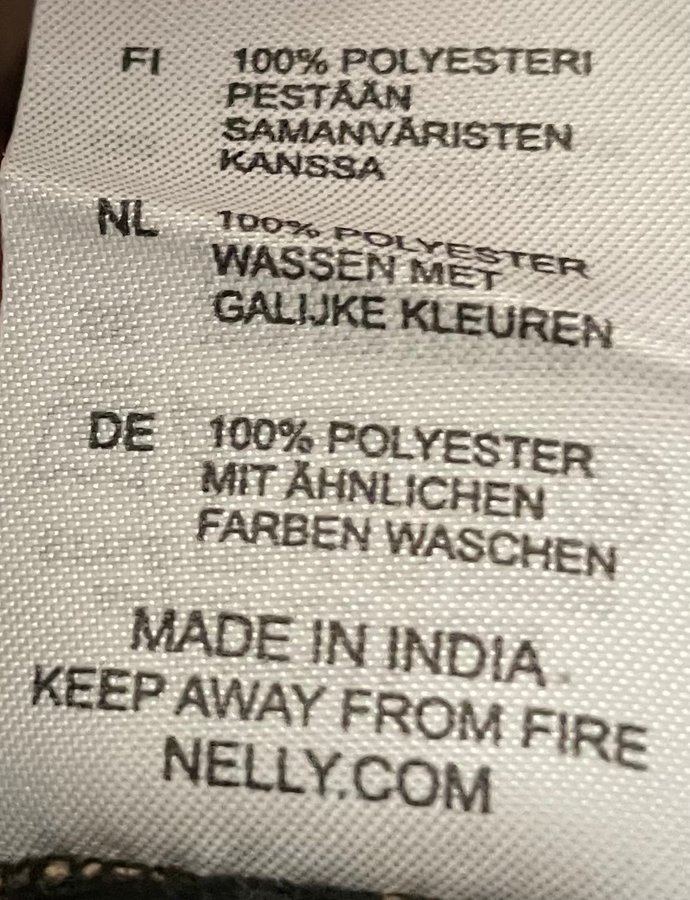 FI 100% POLYESTERI
PESTÄÄN
SAMANVÄRISTEN
KANSSA
NL 100% POLYESTER
WASSEN MET
GALIJKE KLEUREN
DE 100% POLYESTER
MIT ÄHNLICHEN
FARBEN WASCHEN
MADE IN INDIA.
KEEP AWAY FROM FIRE
NELLY.COM